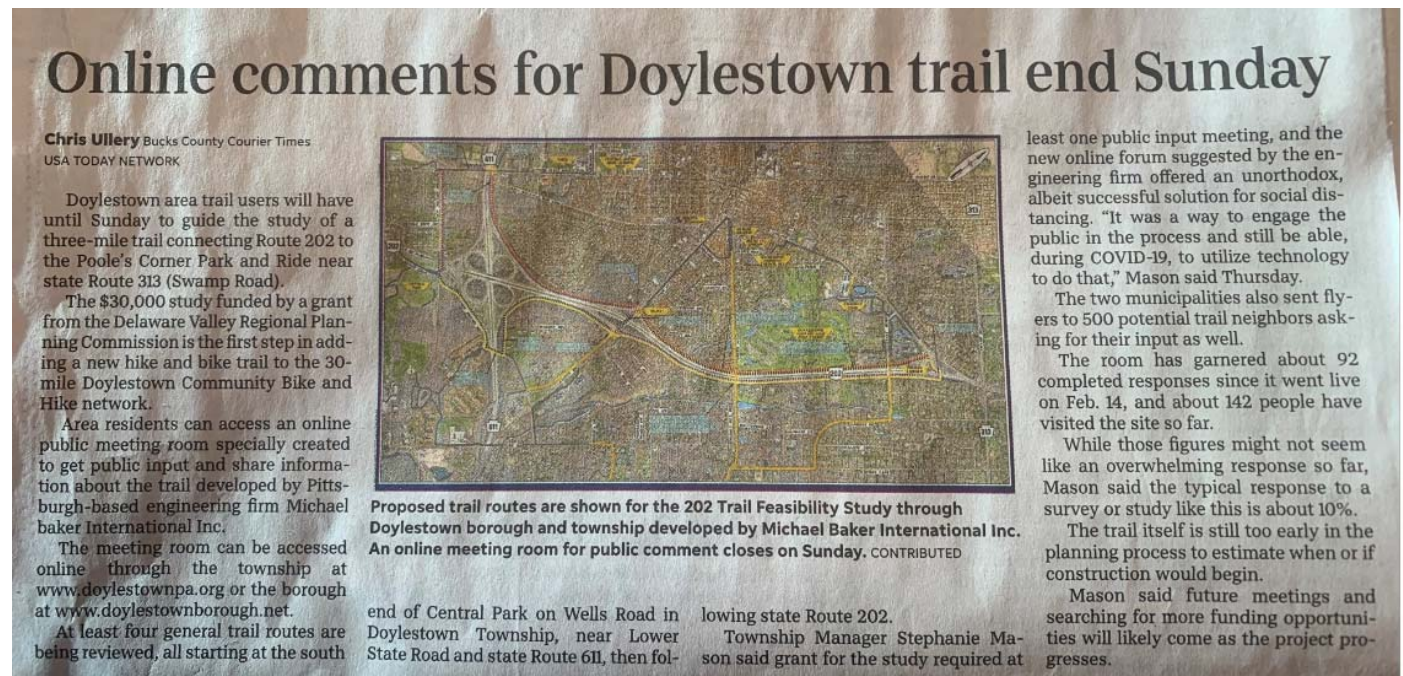 Online comments for Doylestown trail end Sunday
Chris Ullery Bucks County Courier Times
USA TODAY NETWORK
Doylestown area trail users will have
until Sunday to guide the study of a
three-mile trail connecting Route 202 to
the Poole's Corner Park and Ride near
state Route 313 (Swamp Road).
The $30,000 study funded by a grant
from the Delaware Valley Regional Plan-
ning Commission is the first step in add-
ing a new hike and bike trail to the 30-
mile Doylestown Community Bike and
Hike network.
Area residents can access an online
public meeting room specially created
to get public input and share informa-
tion about the trail developed by Pitts-
burgh-based engineering firm Michael
baker International Inc.
The meeting room can be accessed
online through the township at
www.doylestownpa.org or the borough
at www.doylestownborough.net.
At least four general trail routes are
being reviewed, all starting at the south
611
202
313
611
202
313
Proposed trail routes are shown for the 202 Trail Feasibility Study through
Doylestown borough and township developed by Michael Baker International Inc.
An online meeting room for public comment closes on Sunday. CONTRIBUTED
end of Central Park on Wells Road in
Doylestown Township, near Lower
State Road and state Route 611, then fol-
lowing state Route 202.
Township Manager Stephanie Ma-
son said grant for the study required at
least one public input meeting, and the
new online forum suggested by the en-
gineering firm offered an unorthodox,
albeit successful solution for social dis-
tancing. “It was a way to engage the
public in the process and still be able,
during COVID-19, to utilize technology
to do that,” Mason said Thursday.
The two municipalities also sent fly-
ers to 500 potential trail neighbors ask-
ing for their input as well.
The room has garnered about 92
completed responses since it went live
on Feb. 14, and about 142 people have
visited the site so far.
While those figures might not seem
like an overwhelming response so far,
Mason said the typical response to a
survey or study like this is about 10%.
The trail itself is still too early in the
planning process to estimate when or if
construction would begin.
Mason said future meetings and
searching for more funding opportuni-
ties will likely come as the project pro-
gresses.